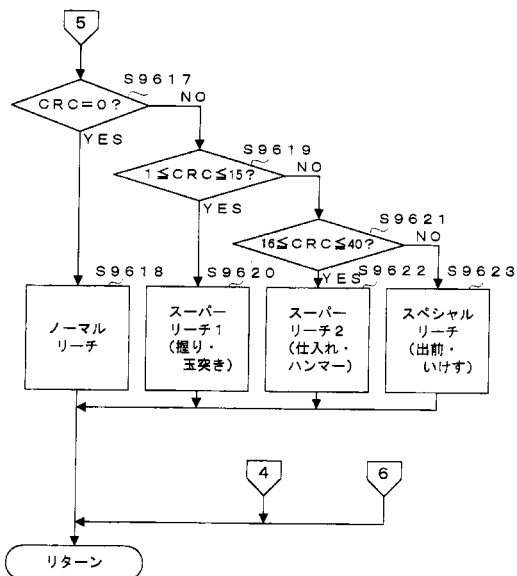 5
S9617
CRC=0?
NO
YES
S9619
1≦CRC≦15?
NO
YES
S9621
16≦CRC≦40?
NO
YES
S9618
S9620
S9622
S9623
ノーマル
リーチ
スーパー
リーチ1
(握り・
玉突き)
スーパー
リーチ2
(仕入れ・
ハンマー)
スペシャル
リーチ
(出前・
いけす)
4
6
リターン